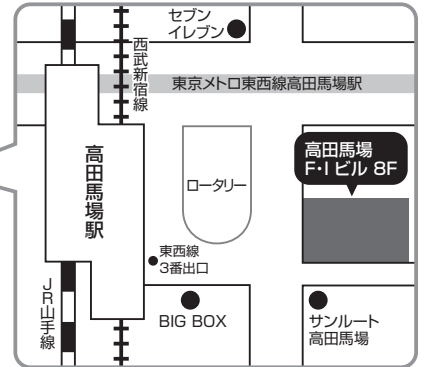 セブン
イレブン
西武新宿線
東京メトロ東西線高田馬場駅
高田馬場
F・I ビル 8F
高田馬場駅
ロータリー
東西線
3番出口
JR山手線
BIG BOX
サンルート
高田馬場